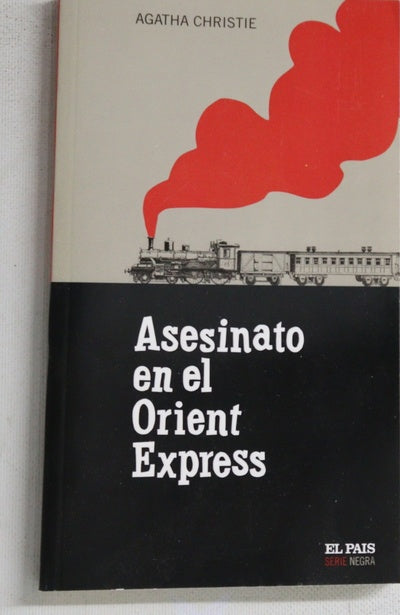 AGATHA CHRISTIE
Asesinato
en el
Orient
Express
EL PAIS
SERIE NEGRA